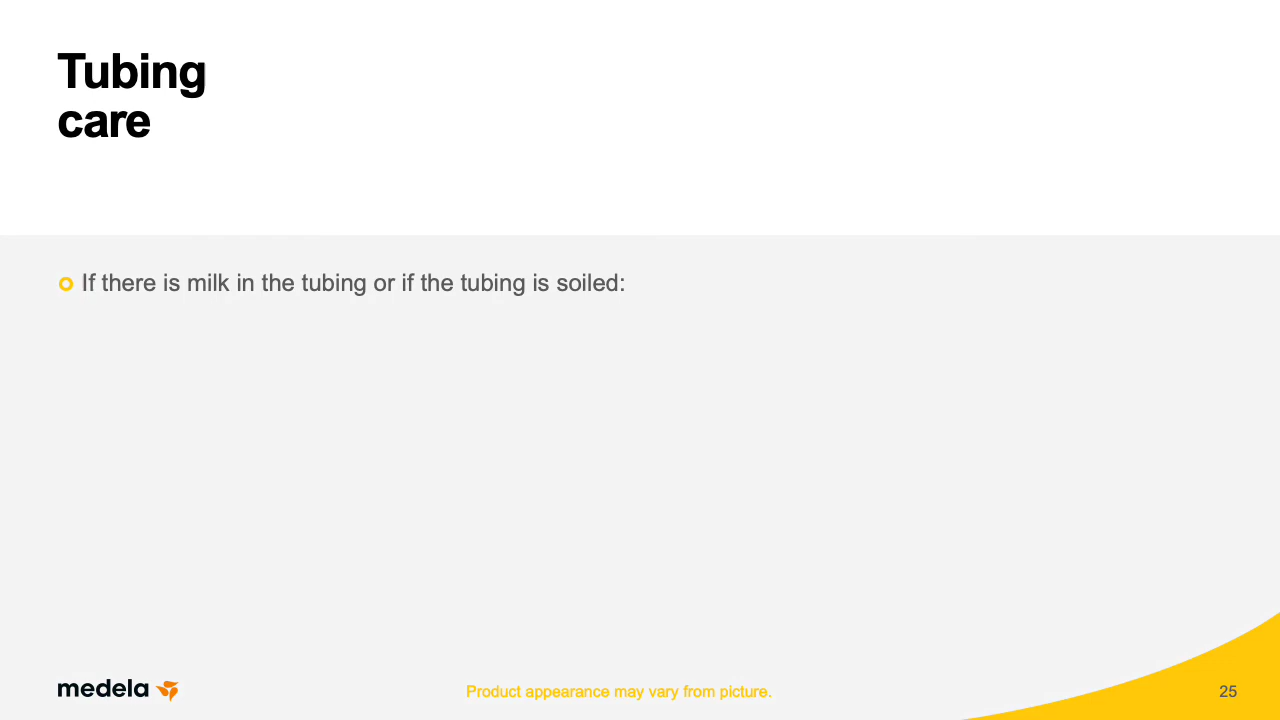 Tubing
care
If there is milk in the tubing or if the tubing is soiled:
medela
Product appearance may vary from picture.
25